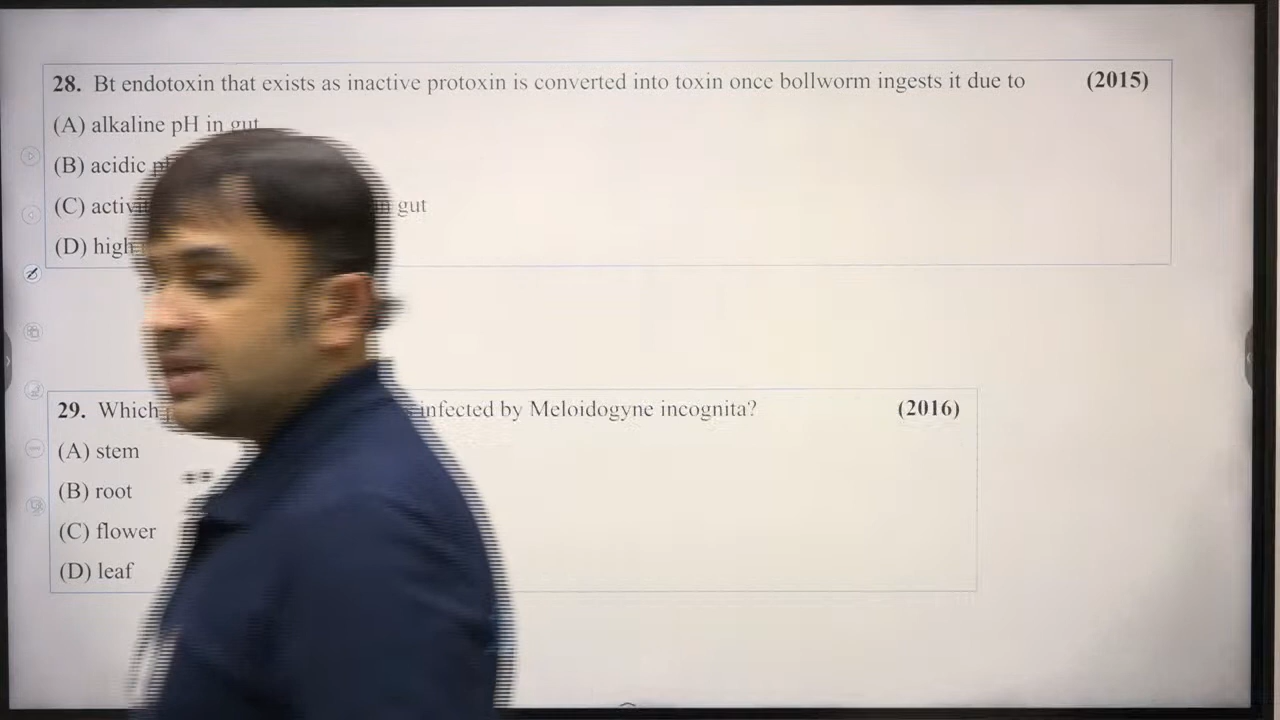 28. Bt endotoxin that exists as inactive protoxin is converted into toxin once bollworm ingests it due to (2015)
(A) alkaline pH in gut
(B) acidic
(C) gut
(D) high
29. Which infected by Meloidogyne incognita? (2016)
(A) stem
(B) root
(C) flower
(D) leaf